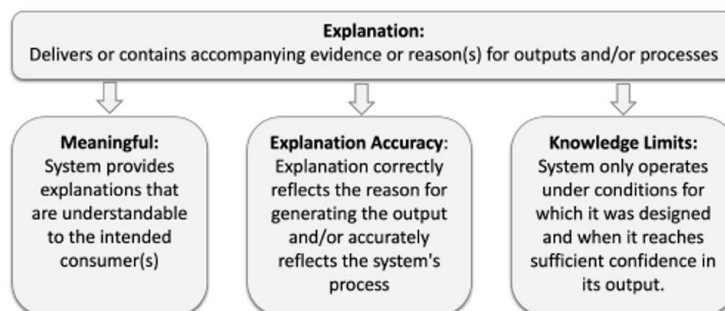 Explanation:
Delivers or contains accompanying evidence or reason(s) for outputs and/or processes
Meaningful:
System provides
explanations that
are understandable
to the intended
consumer(s)
Explanation Accuracy:
Explanation correctly
reflects the reason for
generating the output
and/or accurately
reflects the system's
process
Knowledge Limits:
System only operates
under conditions for
which it was designed
and when it reaches
sufficient confidence in
its output.